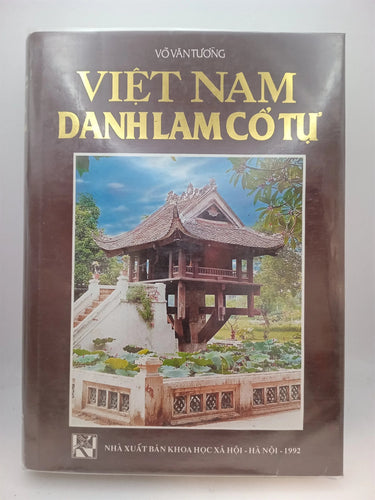 VÕ VĂN TƯỜNG
VIỆT NAM
DANH LAM CỔ TỰ
NHÀ XUẤT BẢN KHOA HỌC XÃ HỘI - HÀ NỘI - 1992